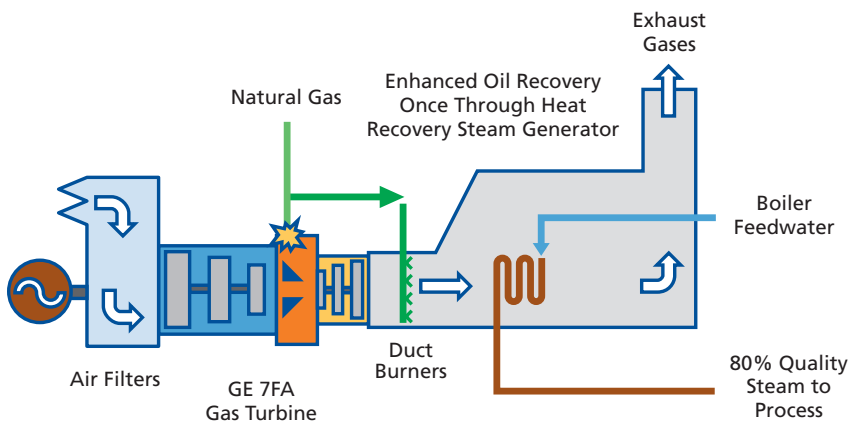 Exhaust
Gases
Enhanced Oil Recovery
Once Through Heat
Recovery Steam Generator
Natural Gas
Boiler
Feedwater
Air Filters
GE 7FA
Gas Turbine
Duct
Burners
80% Quality
Steam to
Process